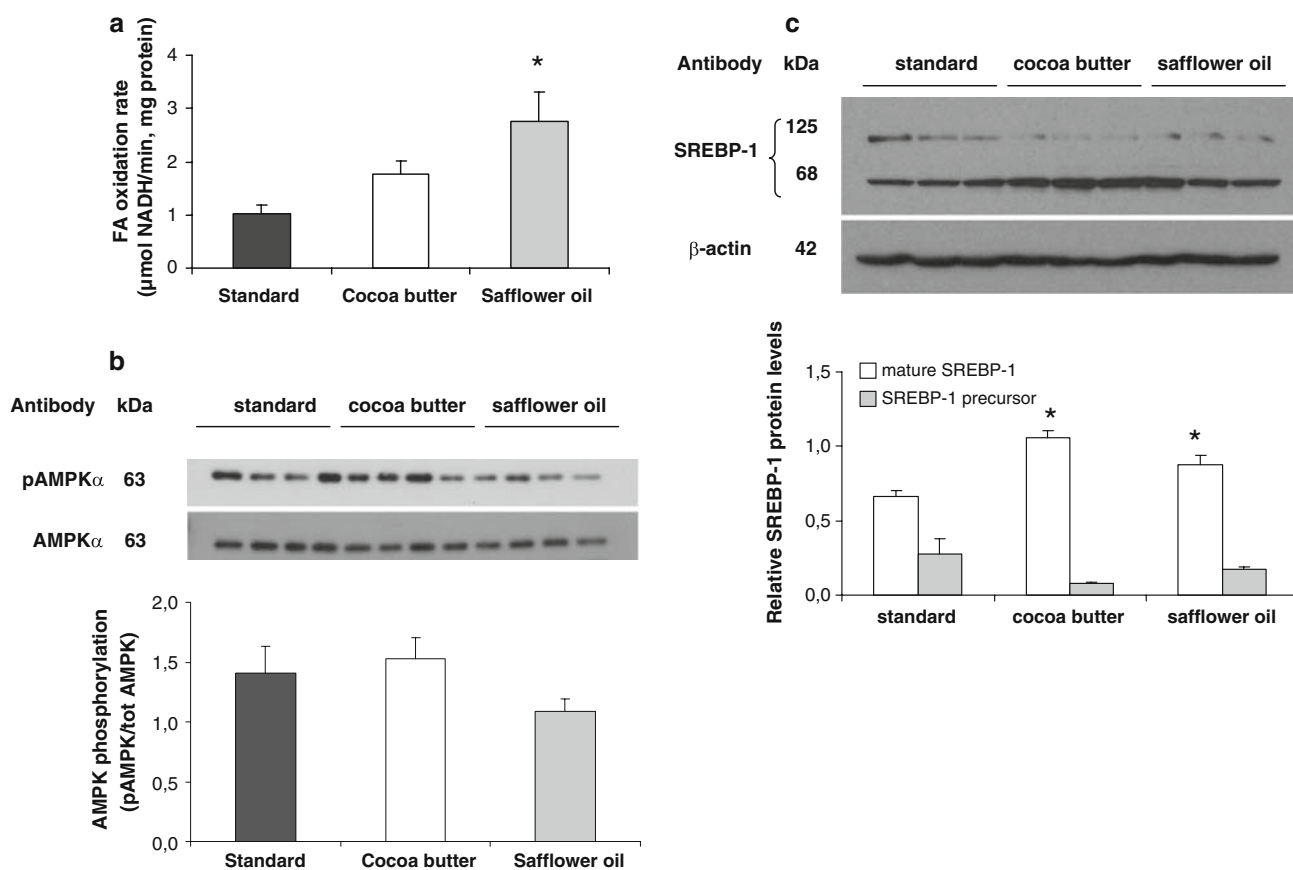 a
FA oxidation rate
(µmol NADH/min, mg protein)
4
3
2
1
0
*
Standard Cocoa butter Safflower oil
b
Antibody kDa standard cocoa butter safflower oil
pAMPKα 63
AMPKα 63
AMPK phosphorylation
(pAMPK/tot AMPK)
2,0
1,5
1,0
0,5
0,0
Standard Cocoa butter Safflower oil
c
Antibody kDa standard cocoa butter safflower oil
SREBP-1
125
68
β-actin 42
Relative SREBP-1 protein levels
1,5
1,0
0,5
0,0
mature SREBP-1
SREBP-1 precursor
* *
standard cocoa butter safflower oil